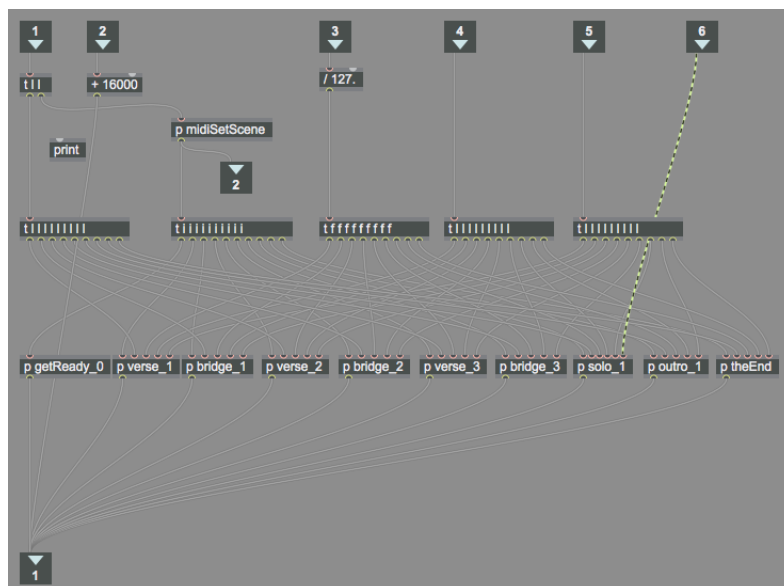 1 2 3 4 5 6
t l l
+ 16000
/ 127.
p midiSetScene
print
2
t l l l l l l l l l
t i i i i i i i i i i
t f f f f f f f f f
t l l l l l l l l l
t l l l l l l l l l
p getReady_0
p verse_1
p bridge_1
p verse_2
p bridge_2
p verse_3
p bridge_3
p solo_1
p outro_1
p theEnd
1